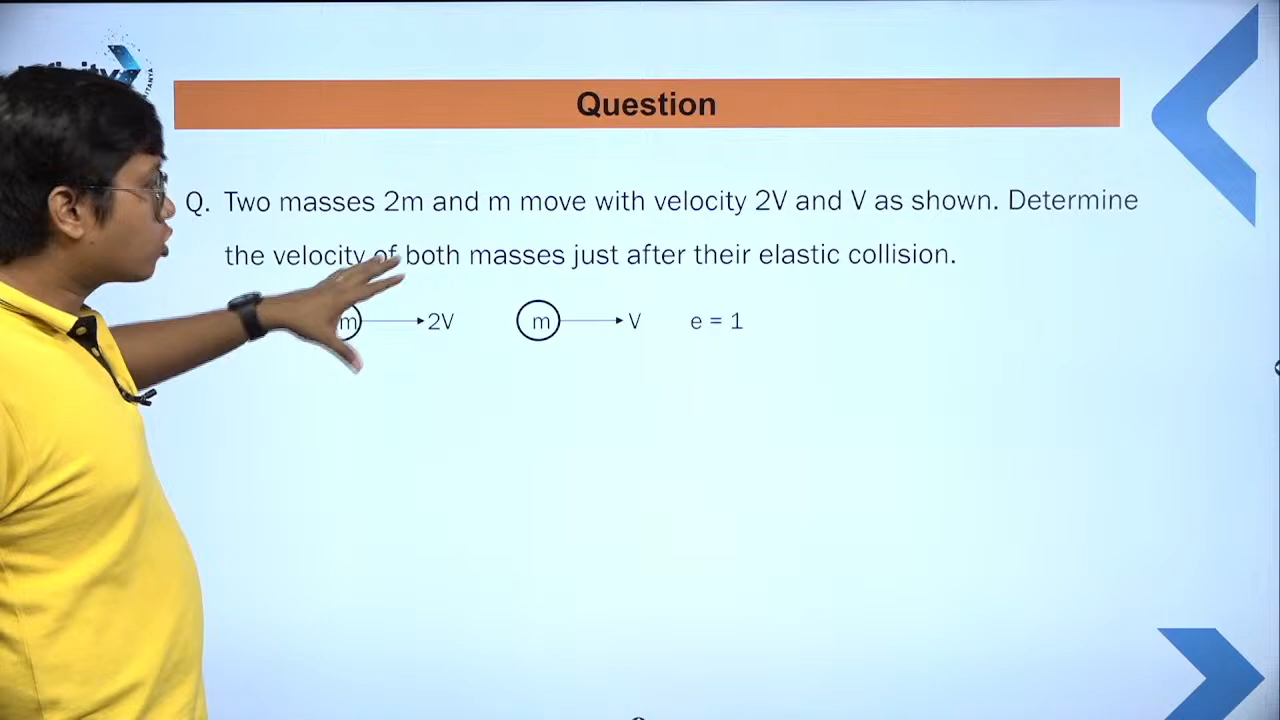 Question
Q. Two masses 2m and m move with velocity 2V and V as shown. Determine
the velocity of both masses just after their elastic collision.
m 2V m V e = 1